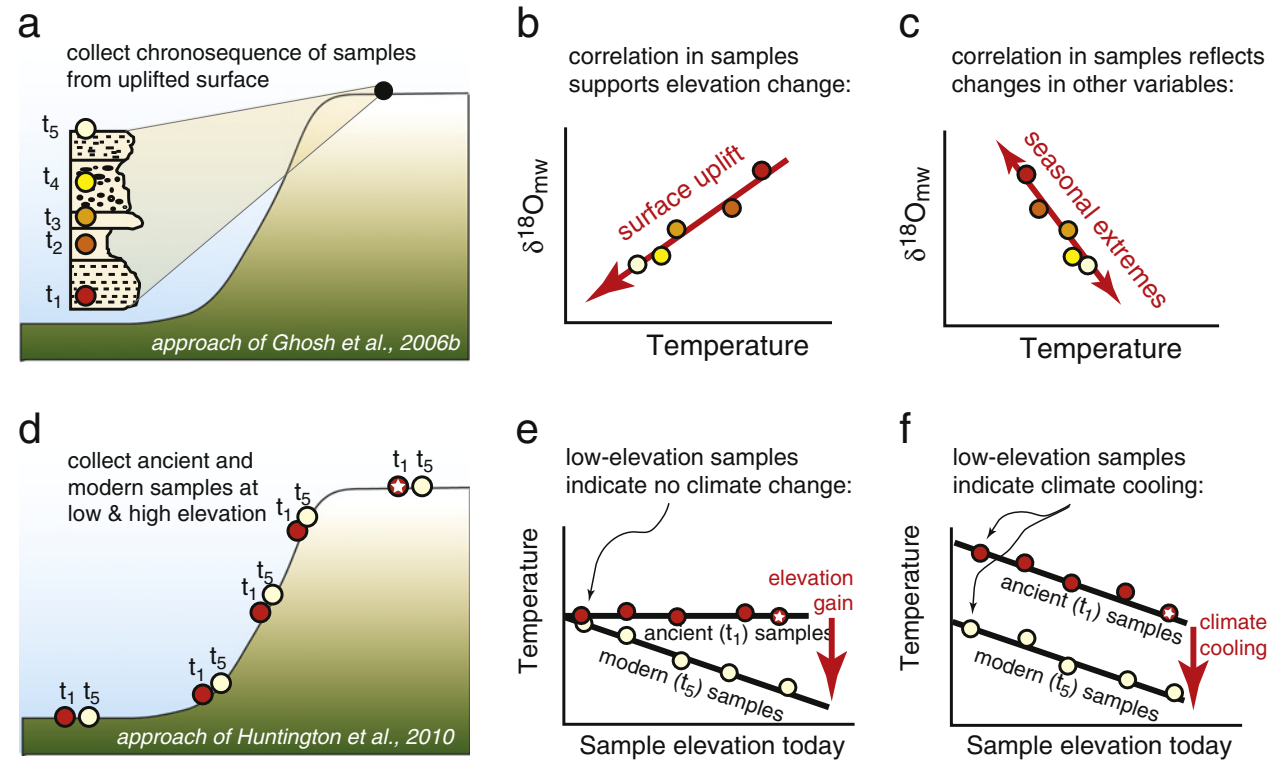 a
collect chronosequence of samples
from uplifted surface
t5
t4
t3
t2
t1
approach of Ghosh et al., 2006b
b
correlation in samples
supports elevation change:
δ18Omw
surface uplift
Temperature
c
correlation in samples reflects
changes in other variables:
δ18Omw
seasonal extremes
Temperature
d
collect ancient and
modern samples at
low & high elevation
t1 t5
t1 t5
t1 t5
t1 t5
t1 t5
approach of Huntington et al., 2010
e
low-elevation samples
indicate no climate change:
Temperature
elevation
gain
ancient (t1) samples
modern (t5) samples
Sample elevation today
f
low-elevation samples
indicate climate cooling:
Temperature
ancient (t1) samples
climate
cooling
modern (t5) samples
Sample elevation today